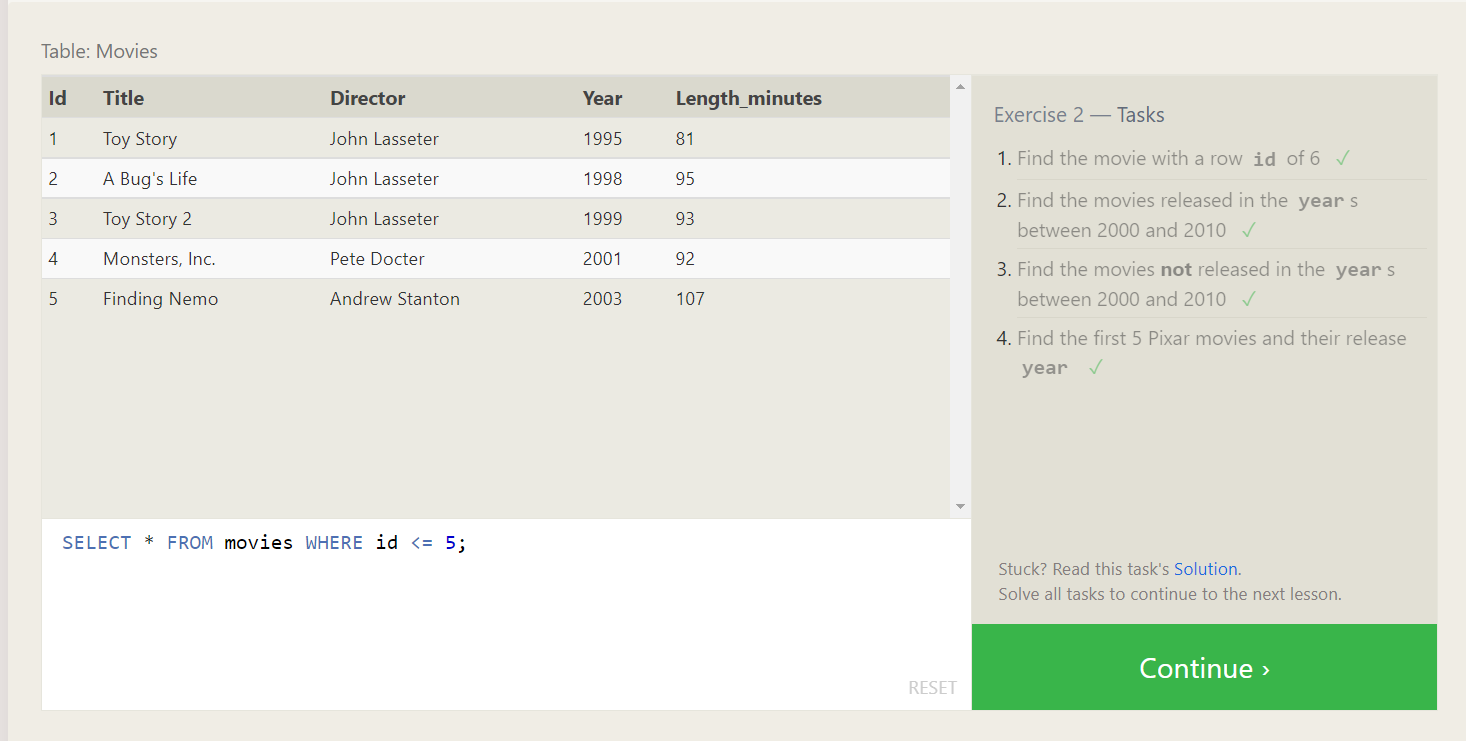 Table: Movies
Id Title Director Year Length_minutes
1 Toy Story John Lasseter 1995 81
2 A Bug's Life John Lasseter 1998 95
3 Toy Story 2 John Lasseter 1999 93
4 Monsters, Inc. Pete Docter 2001 92
5 Finding Nemo Andrew Stanton 2003 107
SELECT * FROM movies WHERE id <= 5;
RESET
Exercise 2 — Tasks
1. Find the movie with a row id of 6 ✓
2. Find the movies released in the year s
between 2000 and 2010 ✓
3. Find the movies not released in the year s
between 2000 and 2010 ✓
4. Find the first 5 Pixar movies and their release
year ✓
Stuck? Read this task's Solution.
Solve all tasks to continue to the next lesson.
Continue ›